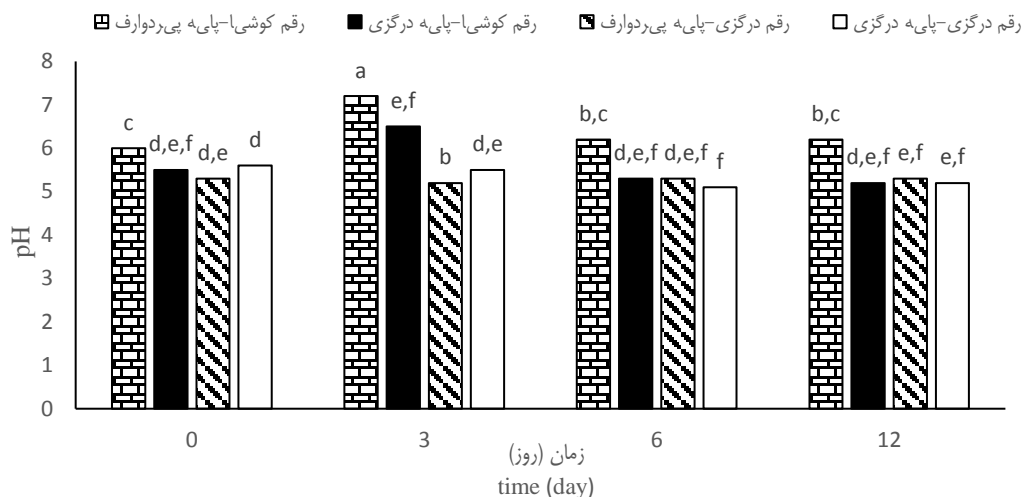 رقم کوشیا-پایه پیردوارف
رقم کوشیا-پایه درگزی
رقم درگزی-پایه پیردوارف
رقم درگزی-پایه درگزی
8
7
6
5
4
3
2
1
0
pH
c d,e,f d,e d
a e,f b d,e
b,c d,e,f d,e,f f
b,c d,e,f e,f e,f
0 3 6 12
زمان (روز)
time (day)